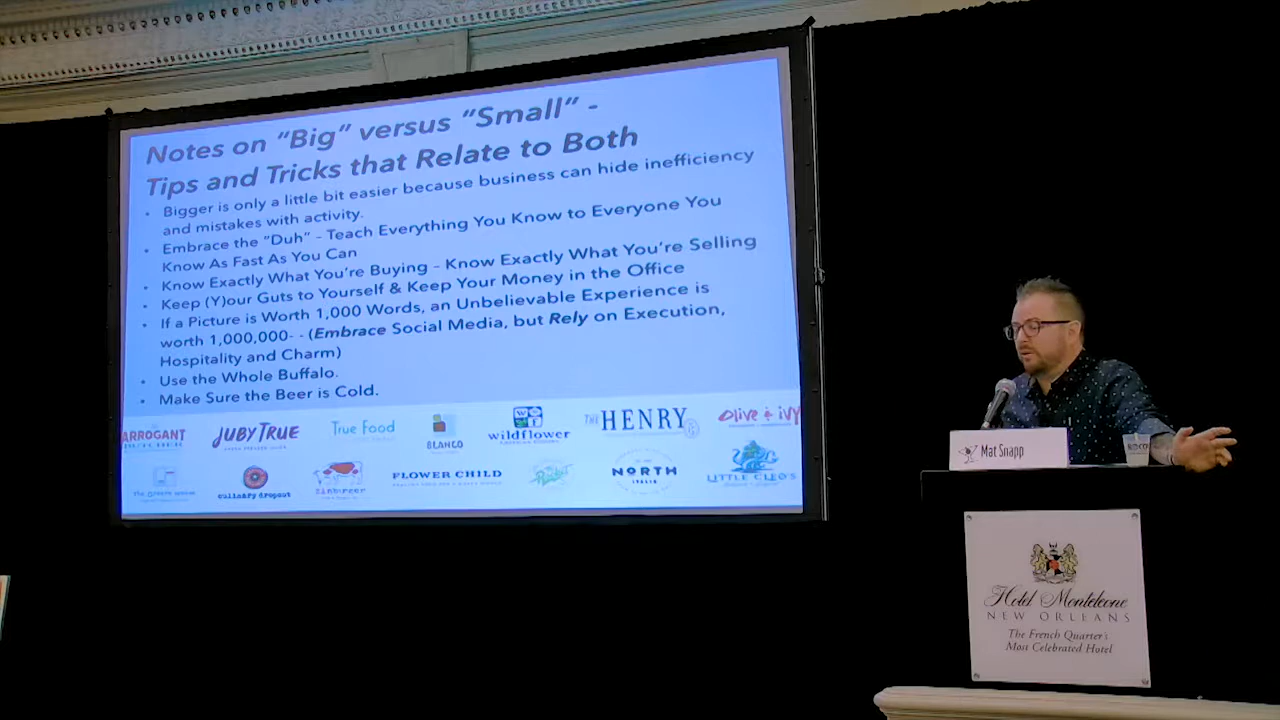 Notes on “Big” versus “Small” -
Tips and Tricks that Relate to Both
• Bigger is only a little bit easier because business can hide inefficiency
and mistakes with activity.
• Embrace the “Duh” – Teach Everything You Know to Everyone You
Know As Fast As You Can
• Know Exactly What You’re Buying – Know Exactly What You’re Selling
• Keep (Y)our Guts to Yourself & Keep Your Money in the Office
• If a Picture is Worth 1,000 Words, an Unbelievable Experience is
worth 1,000,000- - (Embrace Social Media, but Rely on Execution,
Hospitality and Charm)
• Use the Whole Buffalo.
• Make Sure the Beer is Cold.
ARROGANT
JUBY TRUE
True Food
BLANCO
wildflower
THE HENRY
OLIVE & IVY
culinary dropout
Zinburger
FLOWER CHILD
NORTH
ITALIA
LITTLE CLEO'S
Mat Snapp
Hotel Monteleone
NEW ORLEANS
The French Quarter's
Most Celebrated Hotel